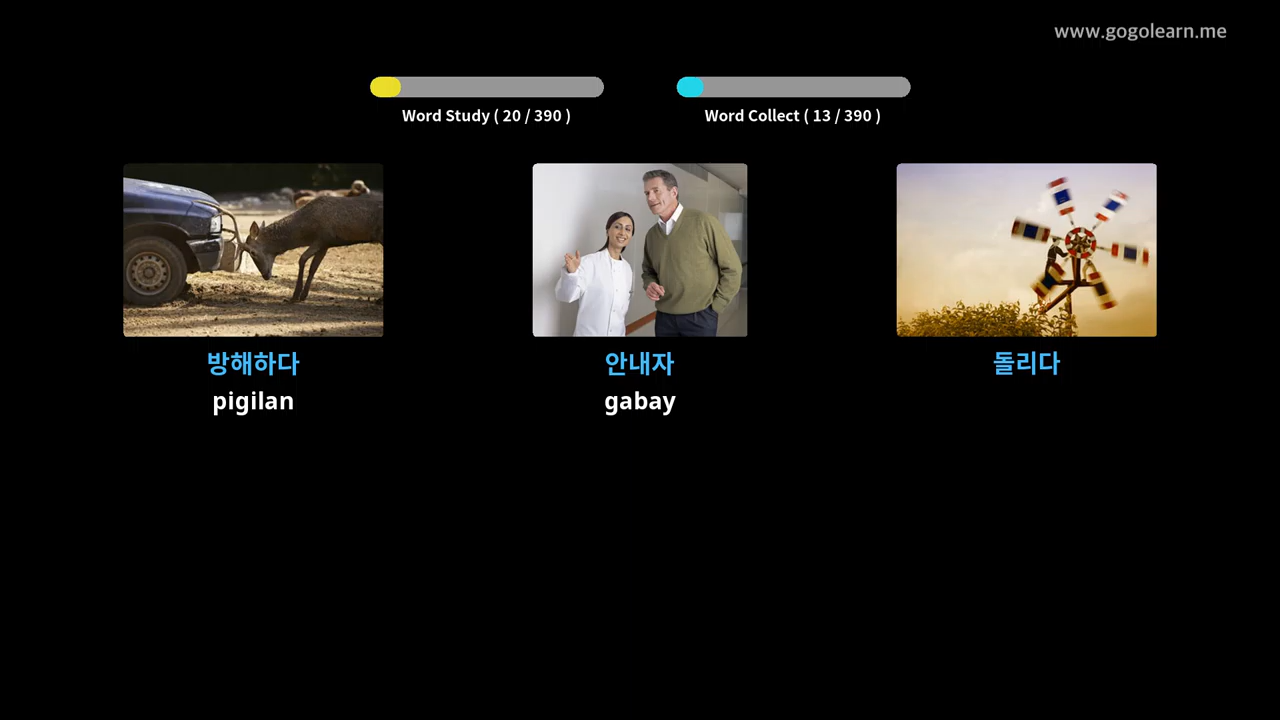 www.gogolearn.me
Word Study ( 20 / 390 )
Word Collect ( 13 / 390 )
방해하다
pigilan
안내자
gabay
돌리다